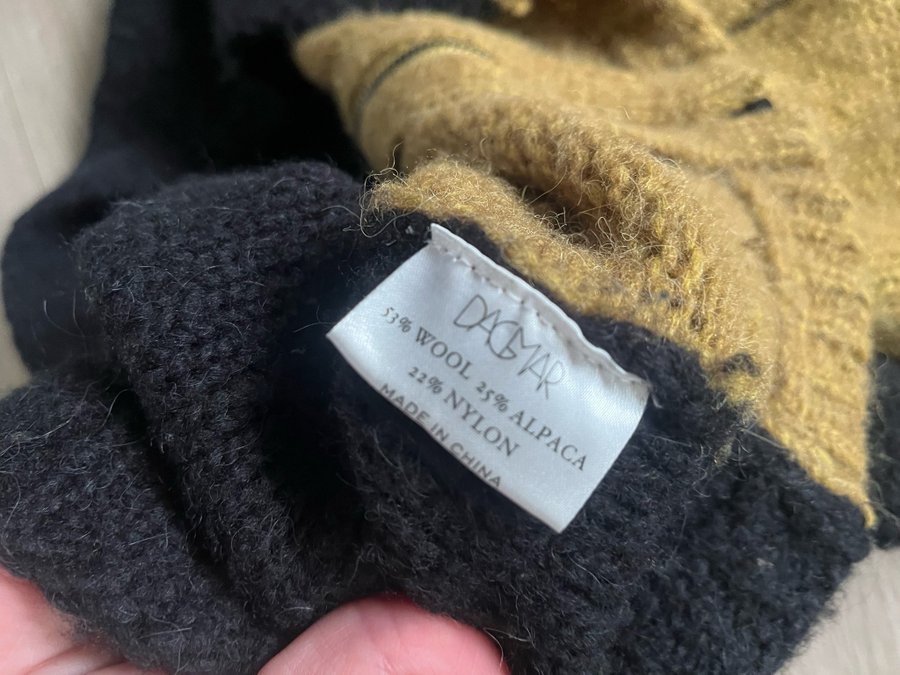 DAGMAR
53% WOOL 25% ALPACA
22% NYLON
MADE IN CHINA